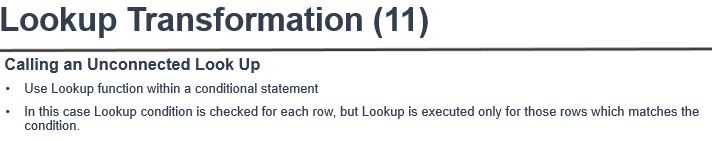 Lookup Transformation (11)
Calling an Unconnected Look Up
• Use Lookup function within a conditional statement
• In this case Lookup condition is checked for each row, but Lookup is executed only for those rows which matches the
condition.